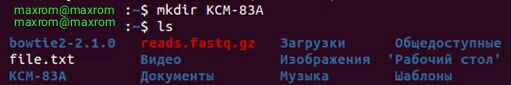 maxrom@maxrom :~$ mkdir KCM-83A
maxrom@maxrom :~$ ls
bowtie2-2.1.0 reads.fastq.gz Загрузки Общедоступные
file.txt Видео Изображения 'Рабочий стол'
KCM-83A Документы Музыка Шаблоны